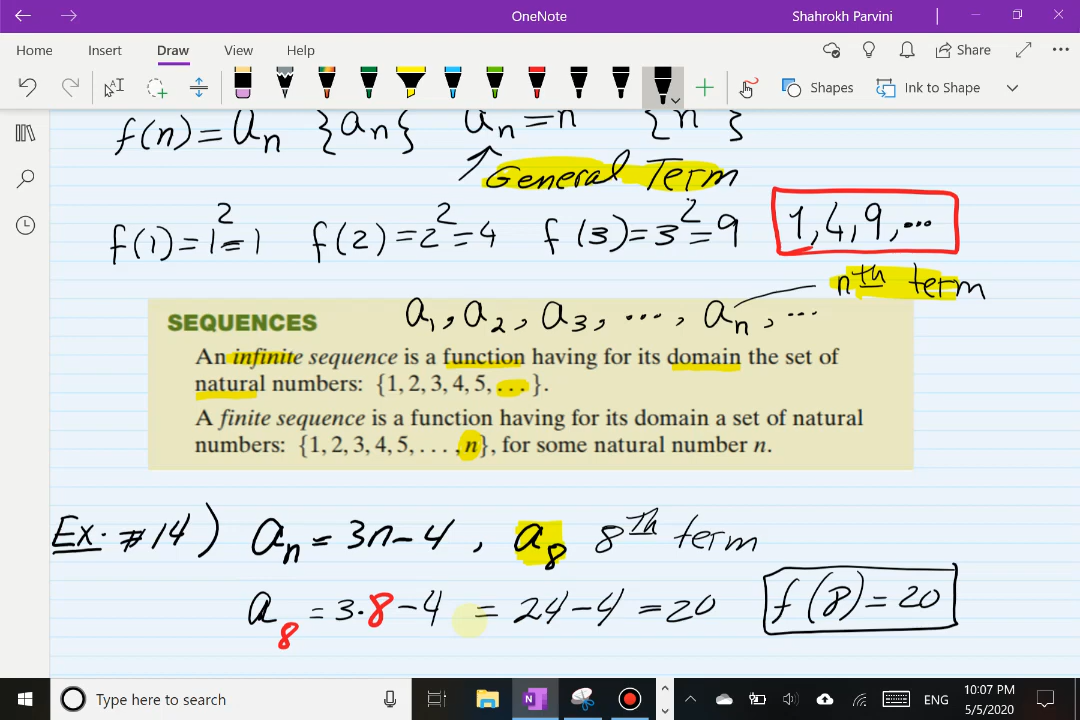 OneNote
Shahrokh Parvini
Home Insert Draw View Help Share
Shapes Ink to Shape
f(n) = an {an} an = n {n }
General Term
f(1) = 1² = 1 f(2) = 2² = 4 f(3) = 3² = 9 1, 4, 9, ...
nth term
SEQUENCES a₁, a₂, a₃, ..., an, ...
An infinite sequence is a function having for its domain the set of
natural numbers: {1, 2, 3, 4, 5, . . .}.
A finite sequence is a function having for its domain a set of natural
numbers: {1, 2, 3, 4, 5, . . . , n}, for some natural number n.
Ex. #14) an = 3n - 4, a₈ 8th term
a₈ = 3·8 - 4 = 24 - 4 = 20 f(8) = 20
Type here to search
ENG
10:07 PM
5/5/2020